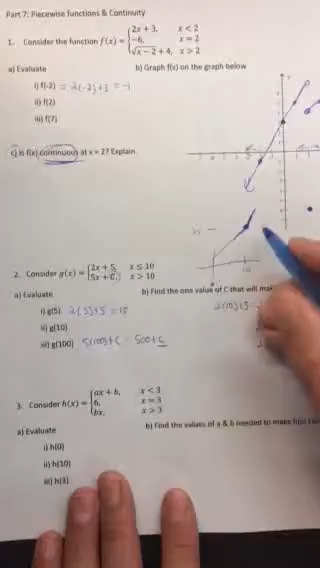 Part 7: Piecewise functions & Continuity
1. Consider the function f(x) = { 2x + 3, x < 2
−6, x = 2
√x − 2 + 4, x > 2
a) Evaluate b) Graph f(x) on the graph below
i) f(-2) = 2(-2)+3 = -1
ii) f(2)
iii) f(7)
c) Is f(x) continuous at x = 2? Explain.
25
10
2. Consider g(x) = { 2x + 5, x ≤ 10
5x + C, x > 10
a) Evaluate b) Find the one value of C that will
i) g(5) 2(5)+5 = 15 2(10)+5
ii) g(10)
iii) g(100) 5(100)+C = 500+C
3. Consider h(x) = { ax + b, x < 3
6, x = 3
bx, x > 3
a) Evaluate b) Find the values of a & b needed to make h(x)
i) h(0)
ii) h(10)
iii) h(3)